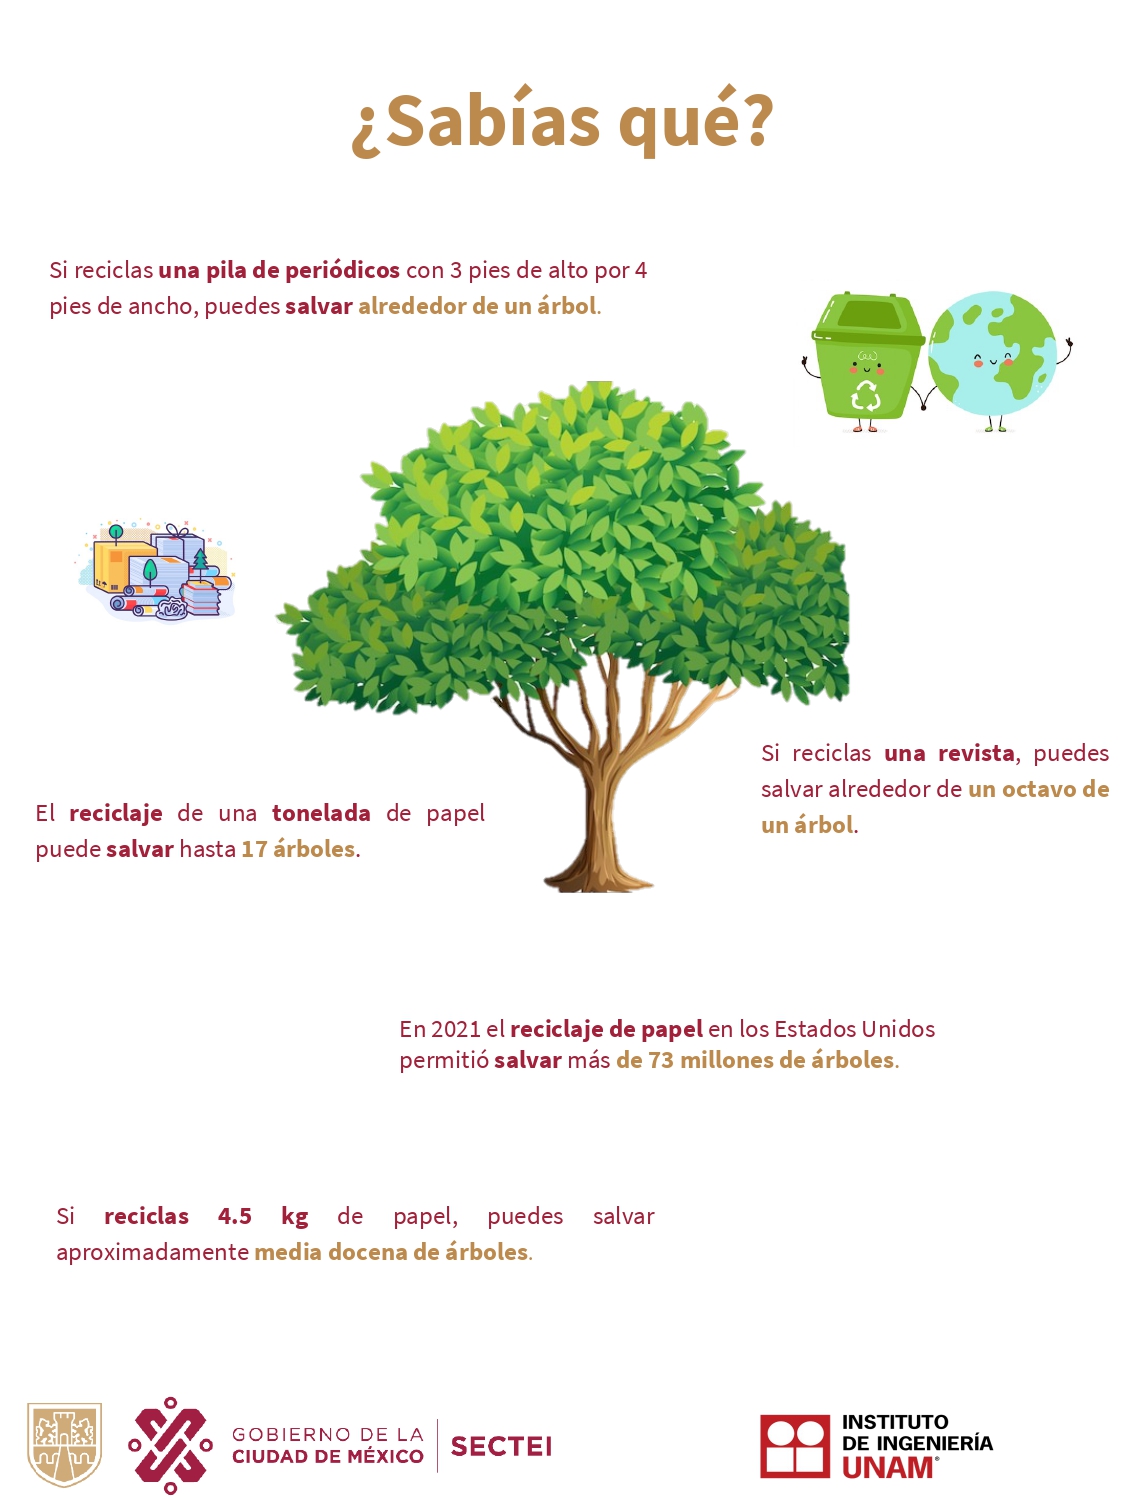 ¿Sabías qué?
Si reciclas una pila de periódicos con 3 pies de alto por 4
pies de ancho, puedes salvar alrededor de un árbol.
Si reciclas una revista, puedes
salvar alrededor de un octavo de
un árbol.
El reciclaje de una tonelada de papel
puede salvar hasta 17 árboles.
En 2021 el reciclaje de papel en los Estados Unidos
permitió salvar más de 73 millones de árboles.
Si reciclas 4.5 kg de papel, puedes salvar
aproximadamente media docena de árboles.
GOBIERNO DE LA
CIUDAD DE MÉXICO
SECTEI
INSTITUTO
DE INGENIERÍA
UNAM®